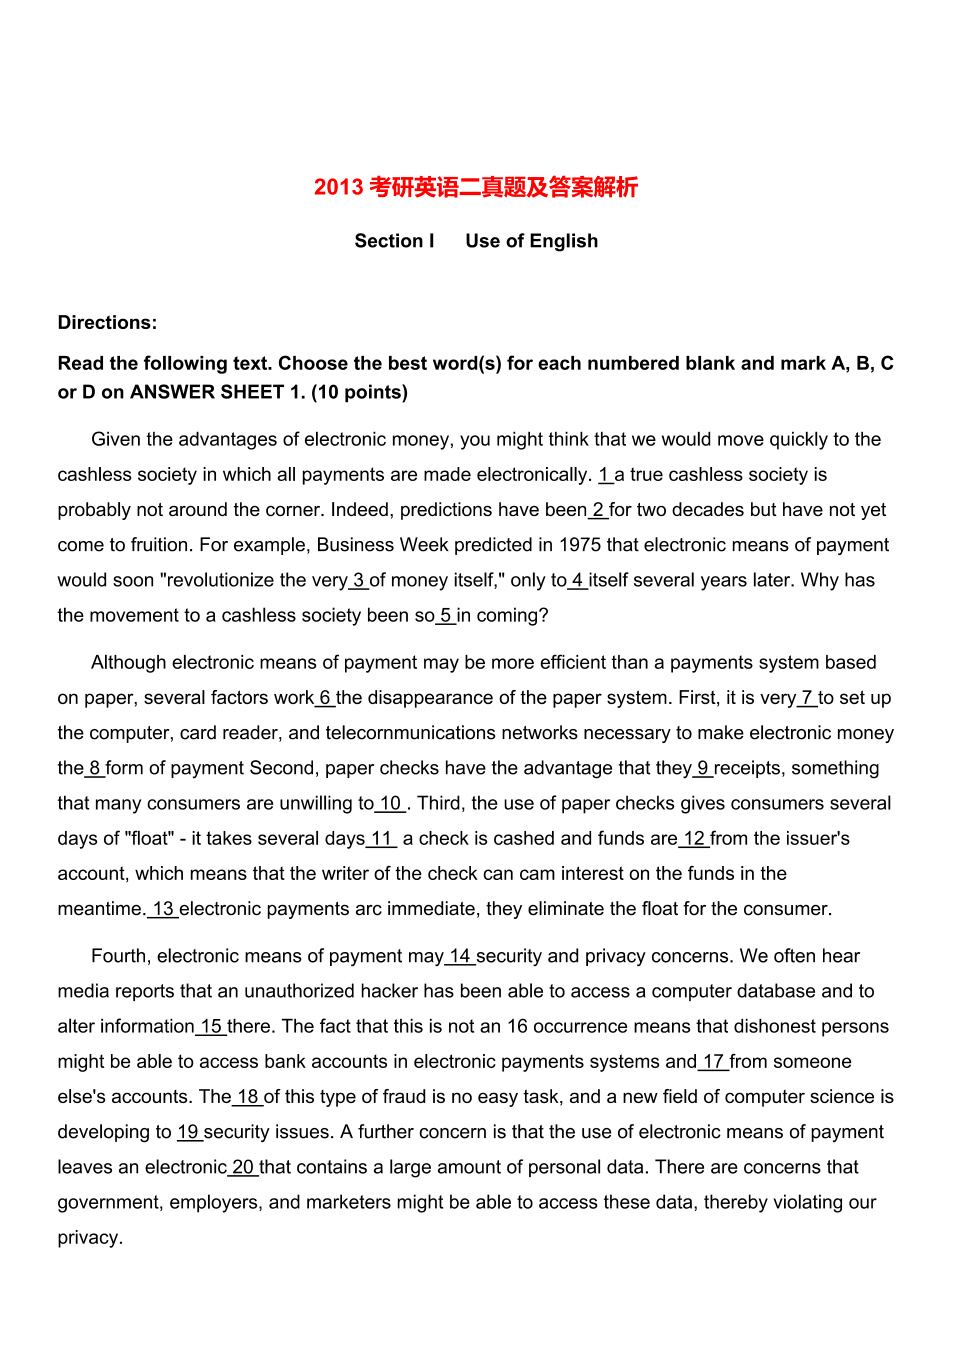 2013考研英语二真题及答案解析
Section I Use of English
Directions:
Read the following text. Choose the best word(s) for each numbered blank and mark A, B, C
or D on ANSWER SHEET 1. (10 points)
Given the advantages of electronic money, you might think that we would move quickly to the
cashless society in which all payments are made electronically. 1 a true cashless society is
probably not around the corner. Indeed, predictions have been 2 for two decades but have not yet
come to fruition. For example, Business Week predicted in 1975 that electronic means of payment
would soon "revolutionize the very 3 of money itself," only to 4 itself several years later. Why has
the movement to a cashless society been so 5 in coming?
Although electronic means of payment may be more efficient than a payments system based
on paper, several factors work 6 the disappearance of the paper system. First, it is very 7 to set up
the computer, card reader, and telecornmunications networks necessary to make electronic money
the 8 form of payment Second, paper checks have the advantage that they 9 receipts, something
that many consumers are unwilling to 10 . Third, the use of paper checks gives consumers several
days of "float" - it takes several days 11 a check is cashed and funds are 12 from the issuer's
account, which means that the writer of the check can cam interest on the funds in the
meantime. 13 electronic payments arc immediate, they eliminate the float for the consumer.
Fourth, electronic means of payment may 14 security and privacy concerns. We often hear
media reports that an unauthorized hacker has been able to access a computer database and to
alter information 15 there. The fact that this is not an 16 occurrence means that dishonest persons
might be able to access bank accounts in electronic payments systems and 17 from someone
else's accounts. The 18 of this type of fraud is no easy task, and a new field of computer science is
developing to 19 security issues. A further concern is that the use of electronic means of payment
leaves an electronic 20 that contains a large amount of personal data. There are concerns that
government, employers, and marketers might be able to access these data, thereby violating our
privacy.